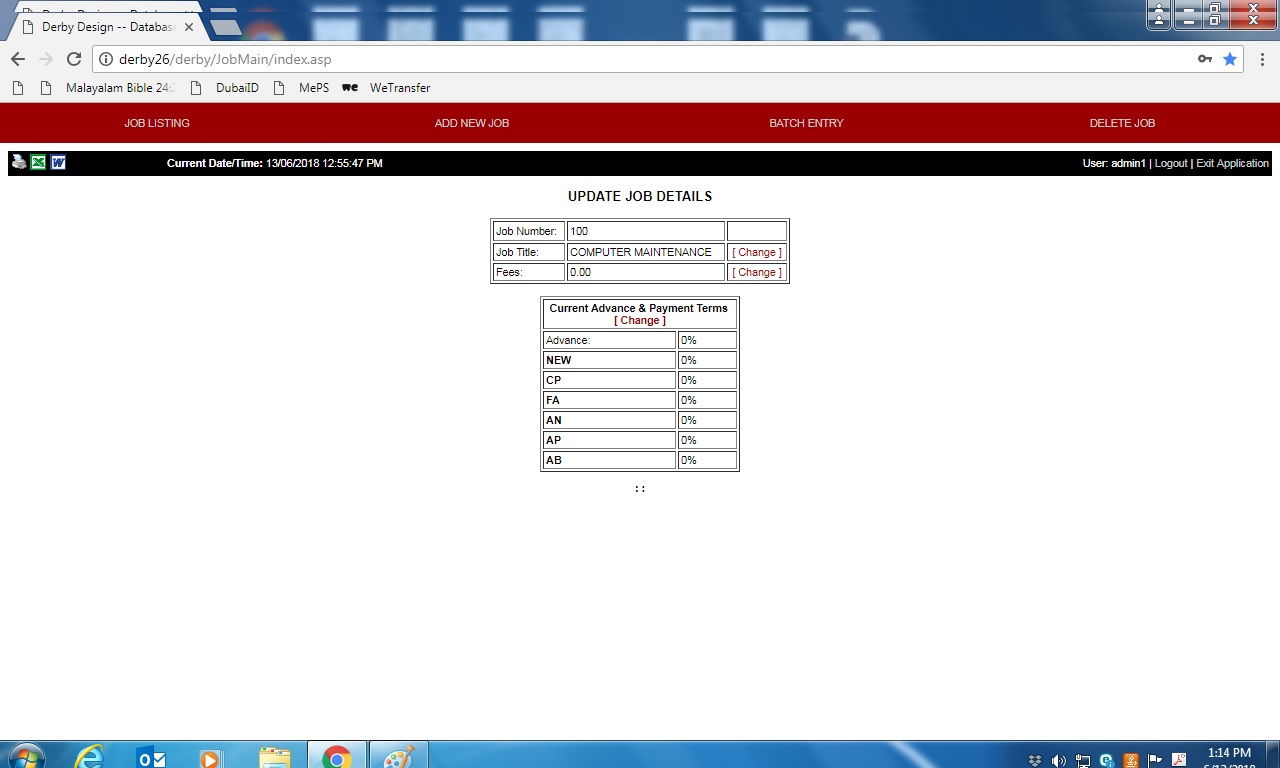 Derby Design -- Databas
derby26/derby/JobMain/index.asp
Malayalam Bible 24: DubaiID MePS we WeTransfer
JOB LISTING ADD NEW JOB BATCH ENTRY DELETE JOB
Current Date/Time: 13/06/2018 12:55:47 PM User: admin1 | Logout | Exit Application
UPDATE JOB DETAILS
Job Number: 100
Job Title: COMPUTER MAINTENANCE [ Change ]
Fees: 0.00 [ Change ]
Current Advance & Payment Terms
[ Change ]
Advance: 0%
NEW 0%
CP 0%
FA 0%
AN 0%
AP 0%
AB 0%
: :
1:14 PM